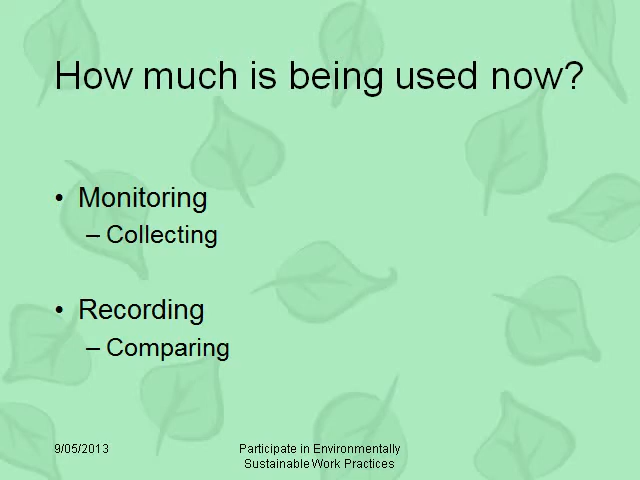 How much is being used now?
• Monitoring
– Collecting
• Recording
– Comparing
9/05/2013
Participate in Environmentally
Sustainable Work Practices